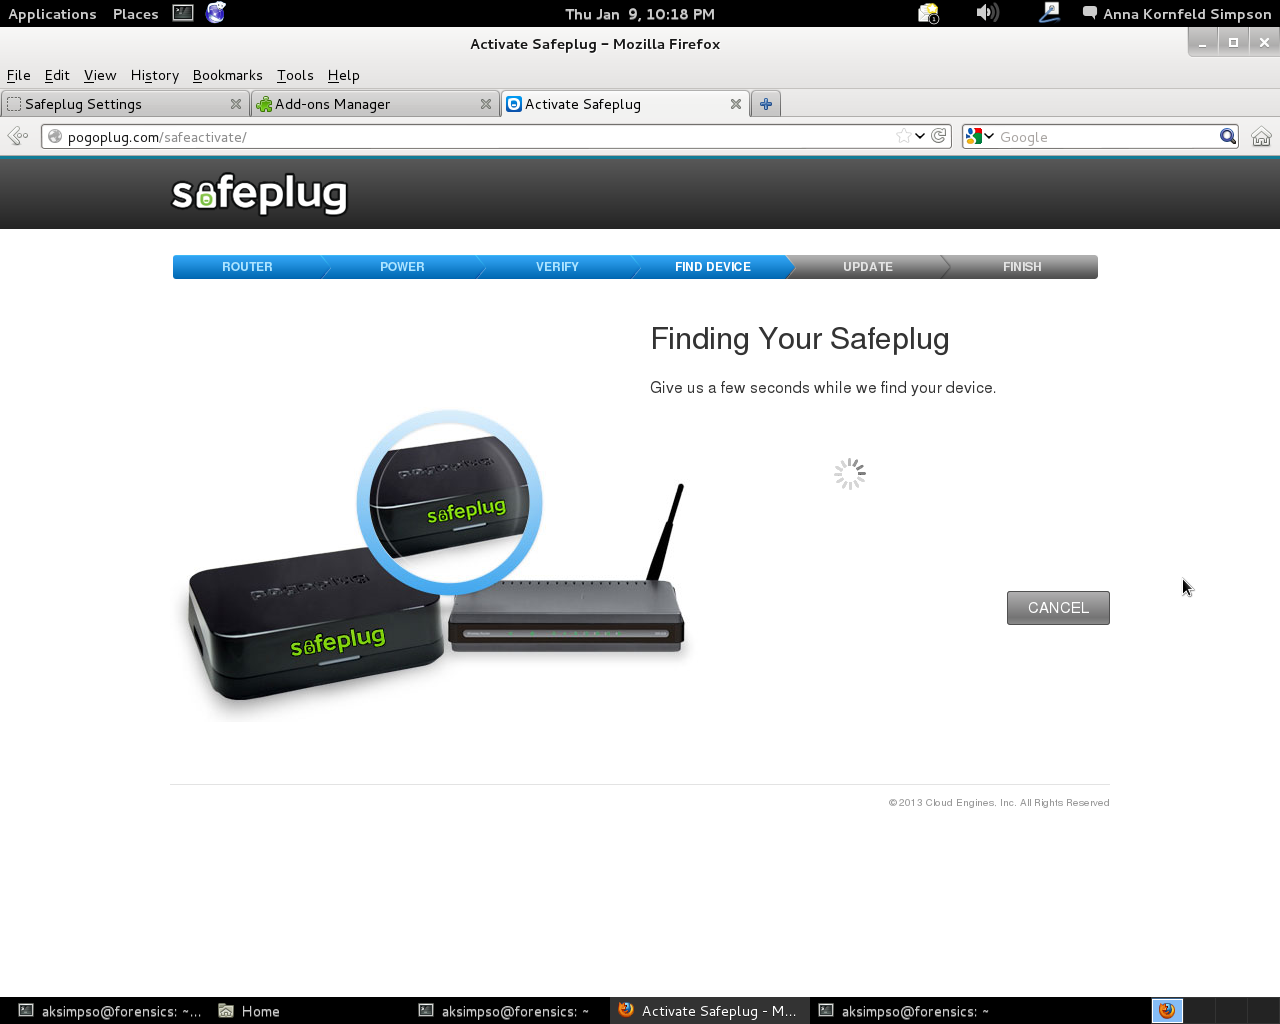 Applications Places Thu Jan 9, 10:18 PM 1 Anna Kornfeld Simpson
Activate Safeplug - Mozilla Firefox
File Edit View History Bookmarks Tools Help
Safeplug Settings Add-ons Manager Activate Safeplug
pogoplug.com/safeactivate/ Google
safeplug
ROUTER POWER VERIFY FIND DEVICE UPDATE FINISH
Finding Your Safeplug
Give us a few seconds while we find your device.
pogoplug
safeplug
pogoplug
safeplug
CANCEL
© 2013 Cloud Engines, Inc. All Rights Reserved
aksimpso@forensics: ~... Home aksimpso@forensics: ~ Activate Safeplug - M... aksimpso@forensics: ~